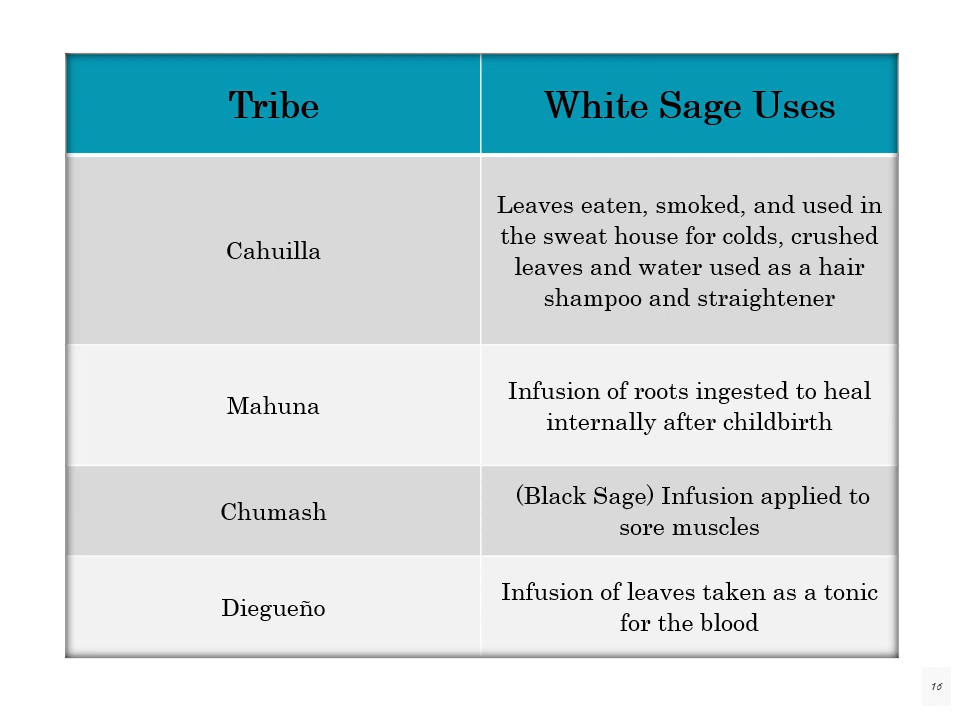 Tribe
White Sage Uses
Cahuilla
Leaves eaten, smoked, and used in
the sweat house for colds, crushed
leaves and water used as a hair
shampoo and straightener
Mahuna
Infusion of roots ingested to heal
internally after childbirth
Chumash
(Black Sage) Infusion applied to
sore muscles
Diegueño
Infusion of leaves taken as a tonic
for the blood
16